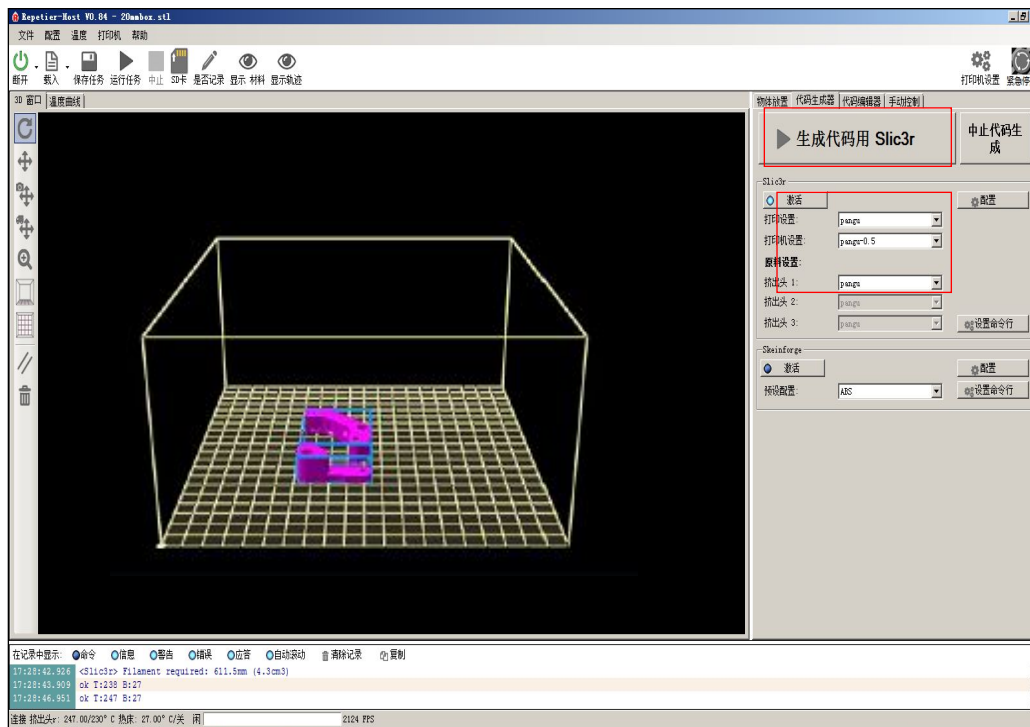 Repetier-Host V0.84 - 20mmbox.stl
文件 配置 温度 打印机 帮助
断开 载入 保存任务 运行任务 中止 SD卡 是否记录 显示 材料 显示轨迹 打印机设置 紧急停
3D 窗口 温度曲线
物体放置 代码生成器 代码编辑器 手动控制
生成代码用 Slic3r
中止代码生
成
Slic3r
激活 配置
打印设置: pangu
打印机设置: pangu-0.5
原料设置:
挤出头 1: pangu
挤出头 2: pangu
挤出头 3: pangu 设置命令行
Skeinforge
激活 配置
预设配置: ABS 设置命令行
在记录中显示: 命令 信息 警告 错误 应答 自动滚动 清除记录 复制
17:28:42.926 <Slic3r> Filament required: 611.5mm (4.3cm3)
17:28:43.909 ok T:238 B:27
17:28:46.951 ok T:247 B:27
连接 挤出头r: 247.00/230° C 热床: 27.00° C/关 闲 2124 FPS